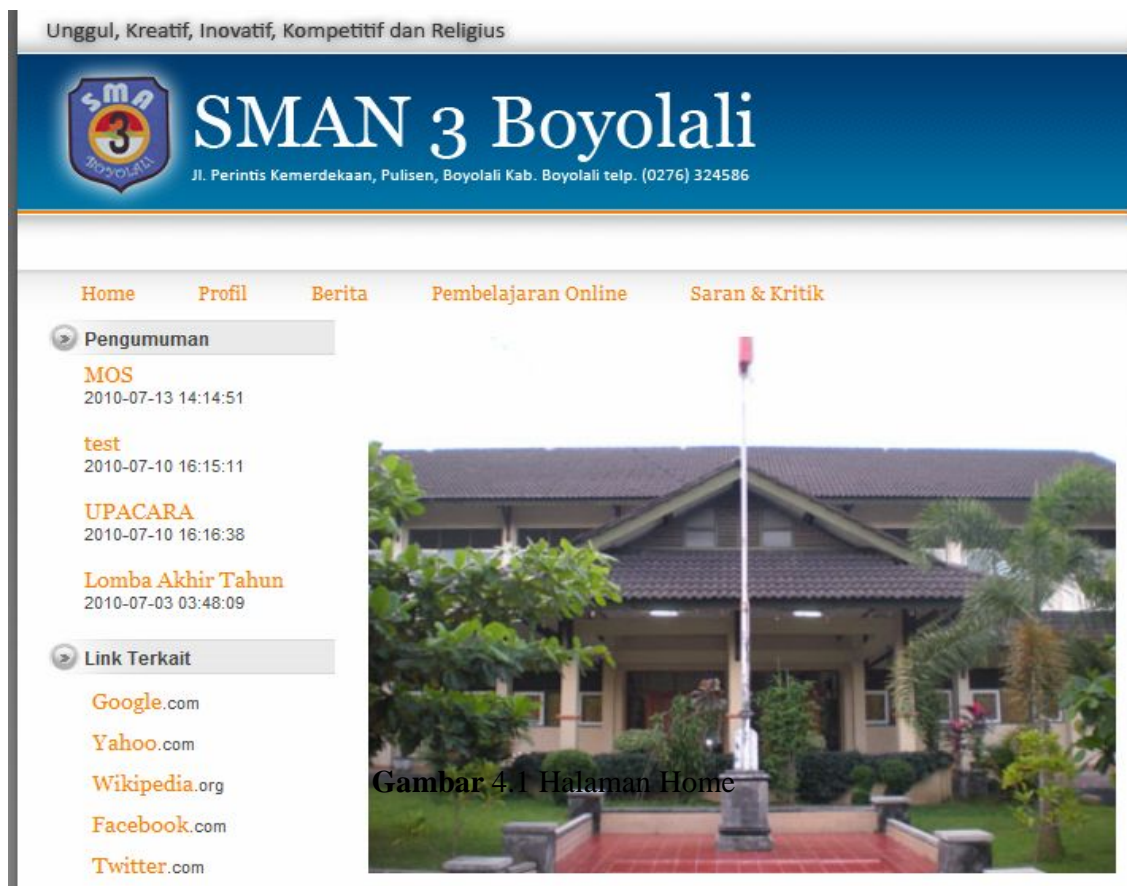 Unggul, Kreatif, Inovatif, Kompetitif dan Religius
SMA
3
BOYOLALI
SMAN 3 Boyolali
Jl. Perintis Kemerdekaan, Pulisen, Boyolali Kab. Boyolali telp. (0276) 324586
Home Profil Berita Pembelajaran Online Saran & Kritik
Pengumuman
MOS
2010-07-13 14:14:51
test
2010-07-10 16:15:11
UPACARA
2010-07-10 16:16:38
Lomba Akhir Tahun
2010-07-03 03:48:09
Link Terkait
Google.com
Yahoo.com
Wikipedia.org
Facebook.com
Twitter.com
Gambar 4.1 Halaman Home